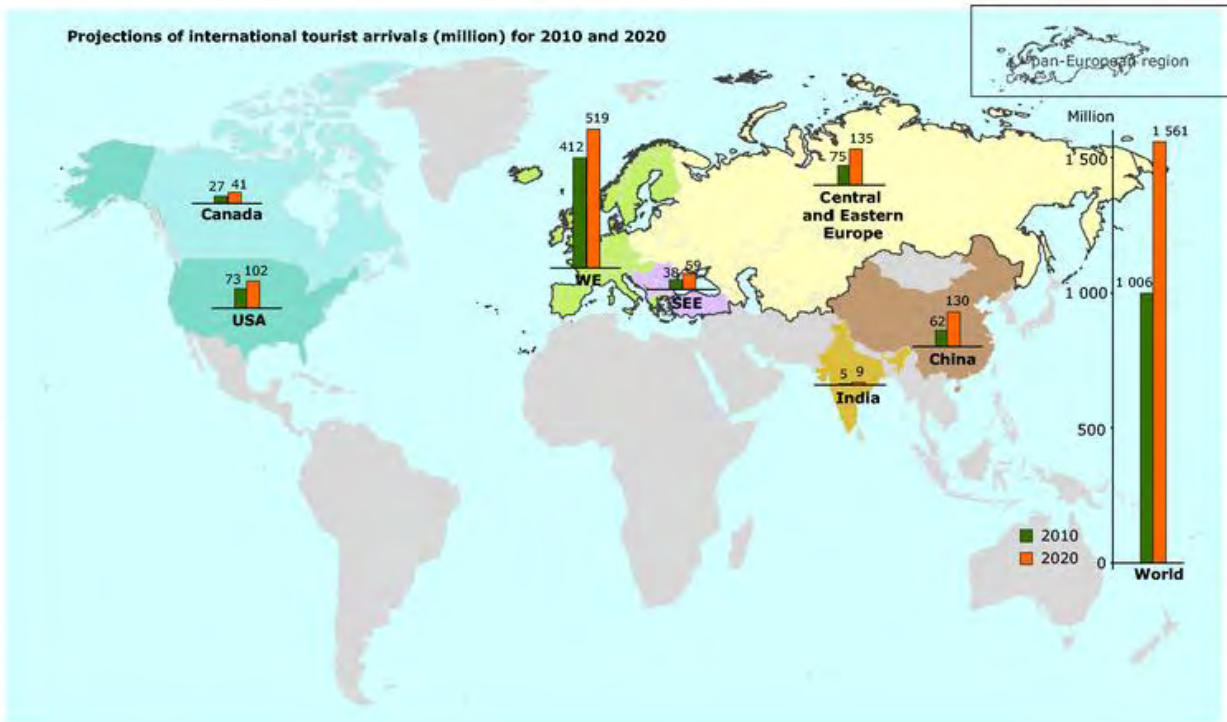 Projections of international tourist arrivals (million) for 2010 and 2020
pan-European region
Million
1 561
1 500
1 006
1 000
500
0
World
2010
2020
27 41
Canada
73 102
USA
412 519
WE
38 59
SEE
75 135
Central
and Eastern
Europe
62 130
China
5 9
India